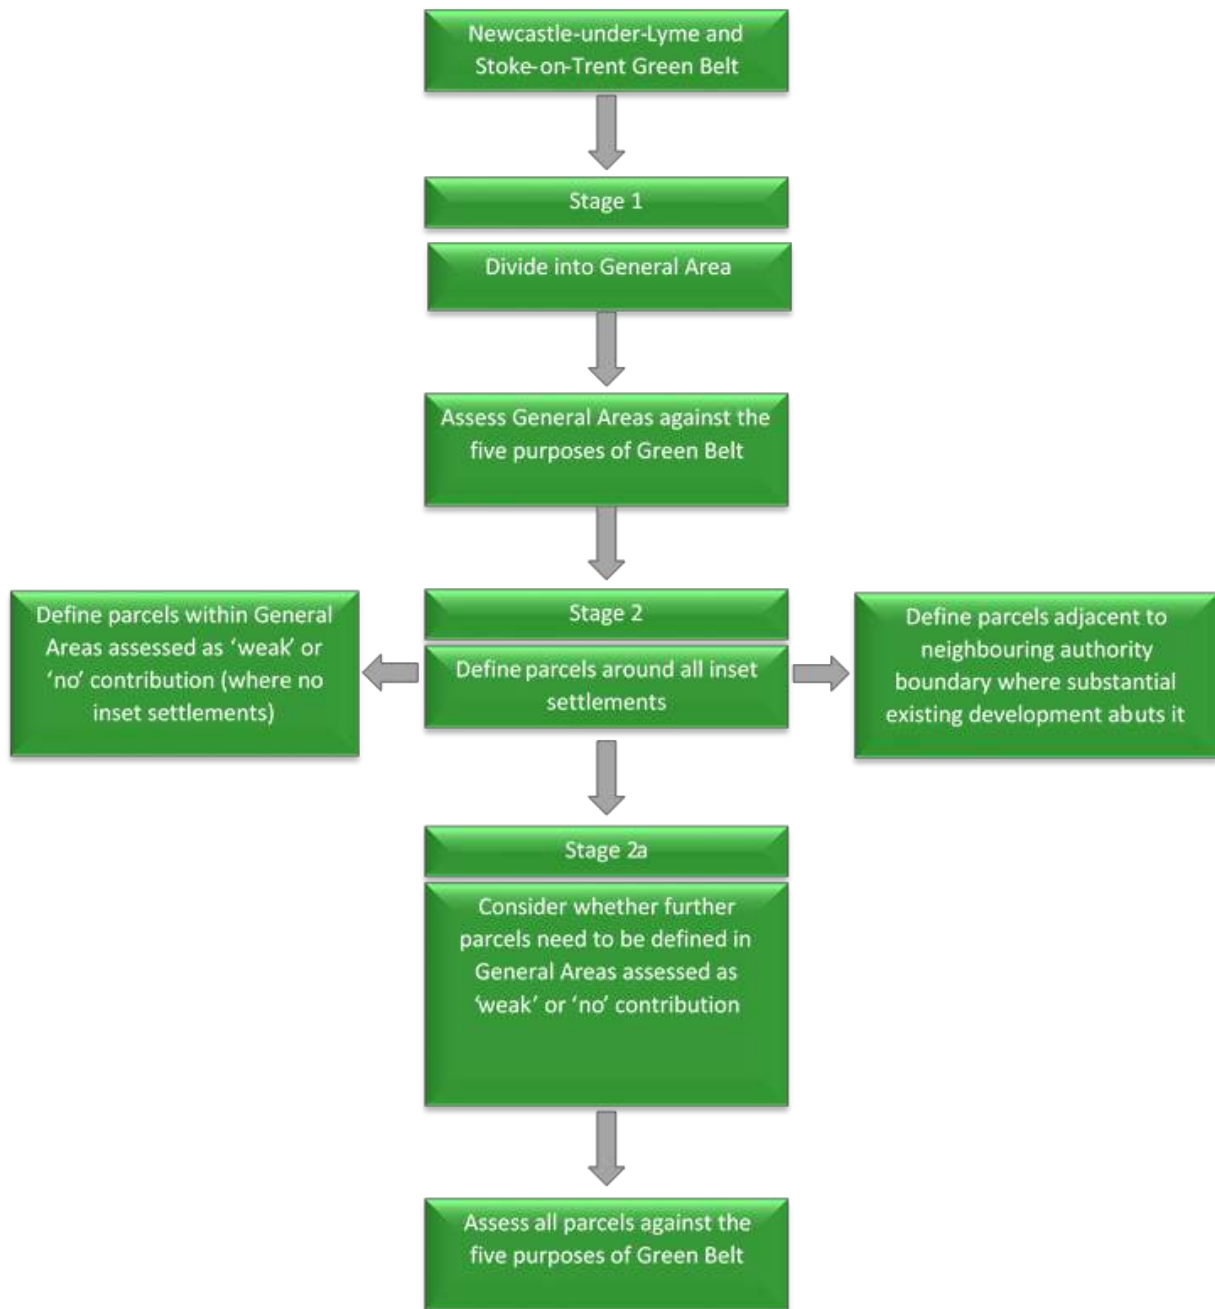 Newcastle-under-Lyme and
Stoke-on-Trent Green Belt
Stage 1
Divide into General Area
Assess General Areas against the
five purposes of Green Belt
Define parcels within General
Areas assessed as ‘weak’ or
‘no’ contribution (where no
inset settlements)
Stage 2
Define parcels around all inset
settlements
Define parcels adjacent to
neighbouring authority
boundary where substantial
existing development abuts it
Stage 2a
Consider whether further
parcels need to be defined in
General Areas assessed as
‘weak’ or ‘no’ contribution
Assess all parcels against the
five purposes of Green Belt